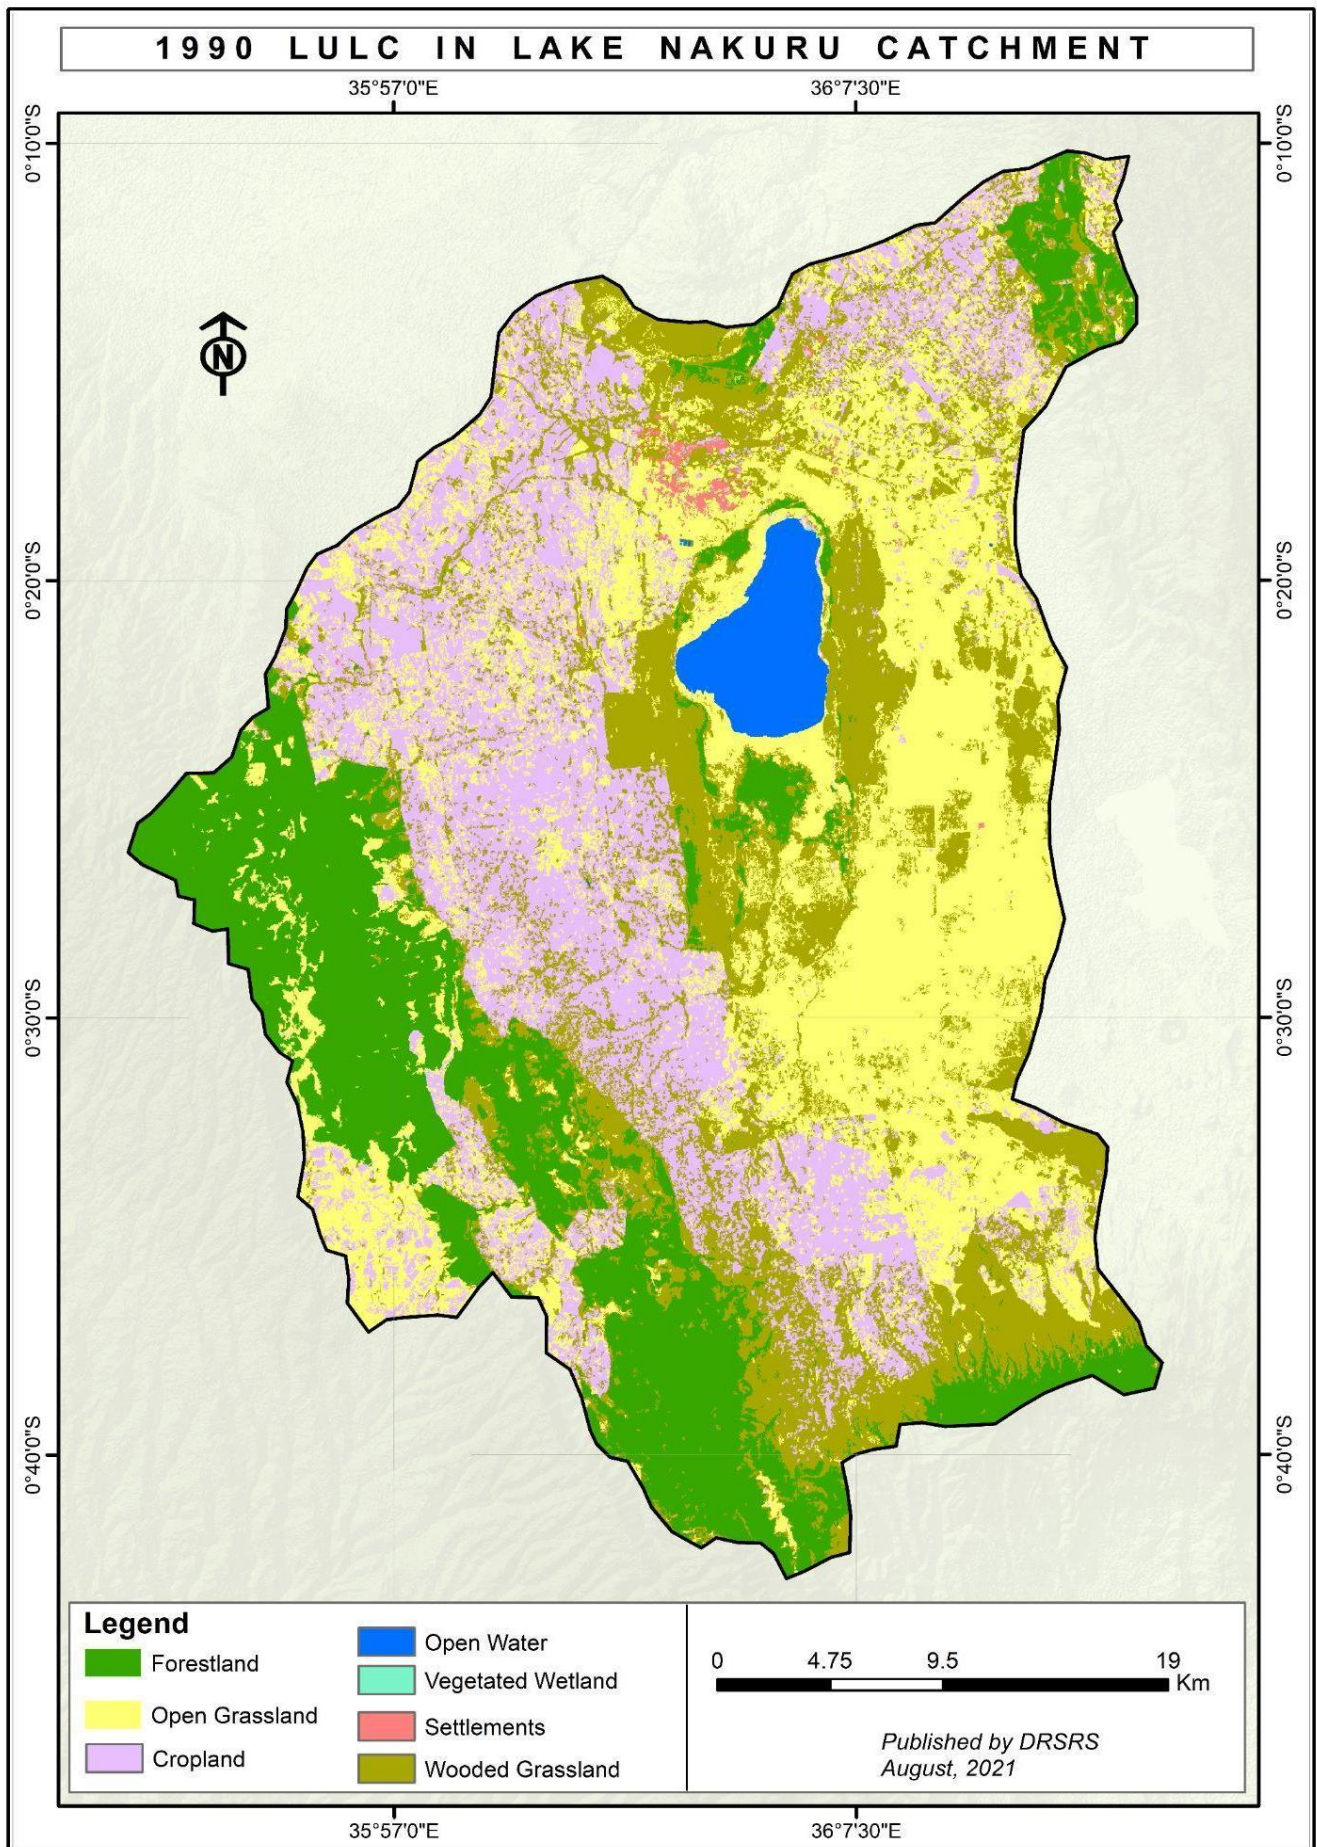 1990 LULC IN LAKE NAKURU CATCHMENT
35°57'0"E
36°7'30"E
0°10'0"S
0°10'0"S
N
0°20'0"S
0°20'0"S
0°30'0"S
0°30'0"S
0°40'0"S
0°40'0"S
Legend
Forestland
Open Grassland
Cropland
Open Water
Vegetated Wetland
Settlements
Wooded Grassland
0 4.75 9.5 19
Km
Published by DRSRS
August, 2021
35°57'0"E
36°7'30"E